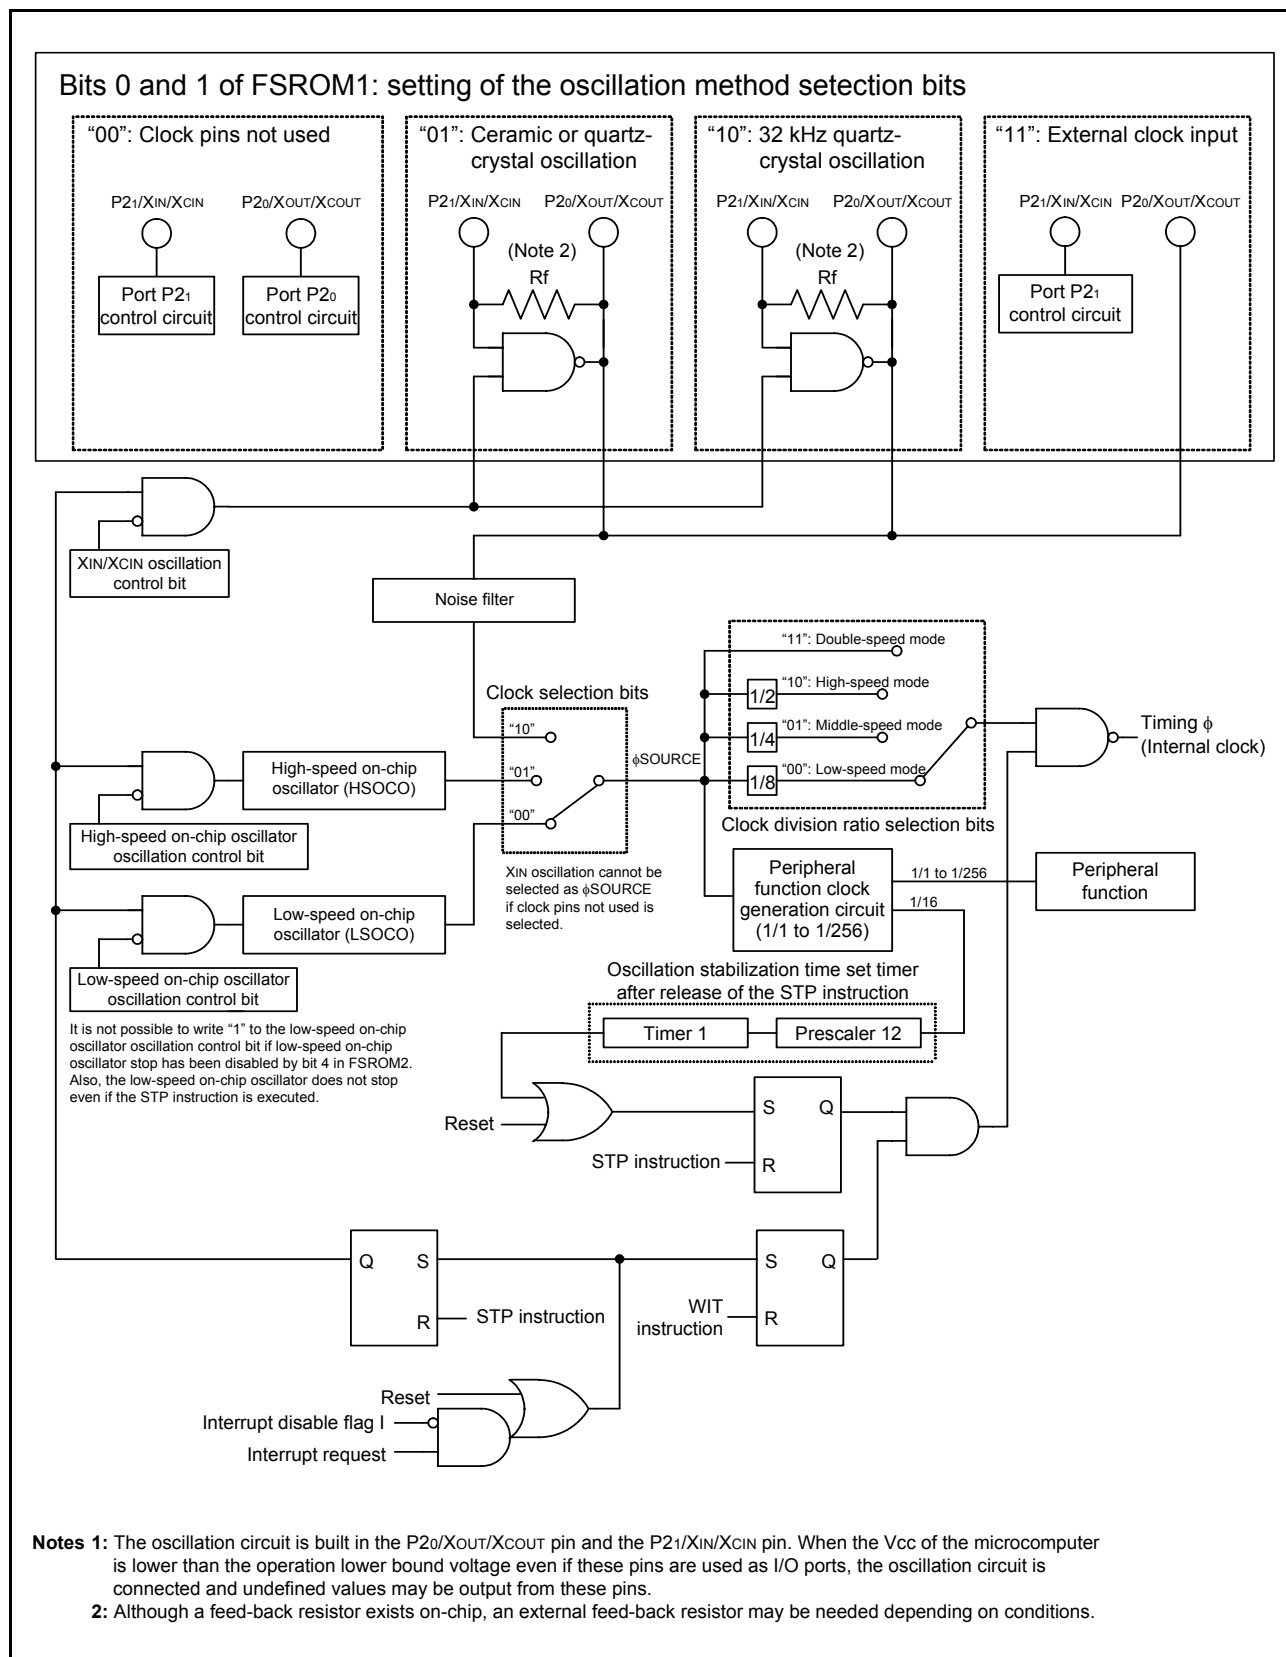 Bits 0 and 1 of FSROM1: setting of the oscillation method selection bits
“00”: Clock pins not used
“01”: Ceramic or quartz-
crystal oscillation
“10”: 32 kHz quartz-
crystal oscillation
“11”: External clock input
P21/XIN/XCIN
P20/XOUT/XCOUT
P21/XIN/XCIN
P20/XOUT/XCOUT
P21/XIN/XCIN
P20/XOUT/XCOUT
P21/XIN/XCIN
P20/XOUT/XCOUT
(Note 2)
Rf
(Note 2)
Rf
Port P21
control circuit
Port P20
control circuit
Port P21
control circuit
XIN/XCIN oscillation
control bit
Noise filter
Clock selection bits
“10”
“01”
“00”
φSOURCE
“11”: Double-speed mode
1/2
“10”: High-speed mode
1/4
“01”: Middle-speed mode
1/8
“00”: Low-speed mode
Clock division ratio selection bits
Timing φ
(Internal clock)
High-speed on-chip
oscillator (HSOCO)
High-speed on-chip oscillator
oscillation control bit
Low-speed on-chip
oscillator (LSOCO)
Low-speed on-chip oscillator
oscillation control bit
XIN oscillation cannot be
selected as φSOURCE
if clock pins not used is
selected.
Peripheral
function clock
generation circuit
(1/1 to 1/256)
1/1 to 1/256
1/16
Peripheral
function
It is not possible to write “1” to the low-speed on-chip
oscillator oscillation control bit if low-speed on-chip
oscillator stop has been disabled by bit 4 in FSROM2.
Also, the low-speed on-chip oscillator does not stop
even if the STP instruction is executed.
Oscillation stabilization time set timer
after release of the STP instruction
Timer 1
Prescaler 12
Reset
STP instruction
S
Q
R
Q
S
R
STP instruction
S
Q
R
WIT
instruction
Reset
Interrupt disable flag I
Interrupt request
Notes 1: The oscillation circuit is built in the P20/XOUT/XCOUT pin and the P21/XIN/XCIN pin. When the Vcc of the microcomputer
is lower than the operation lower bound voltage even if these pins are used as I/O ports, the oscillation circuit is
connected and undefined values may be output from these pins.
2: Although a feed-back resistor exists on-chip, an external feed-back resistor may be needed depending on conditions.